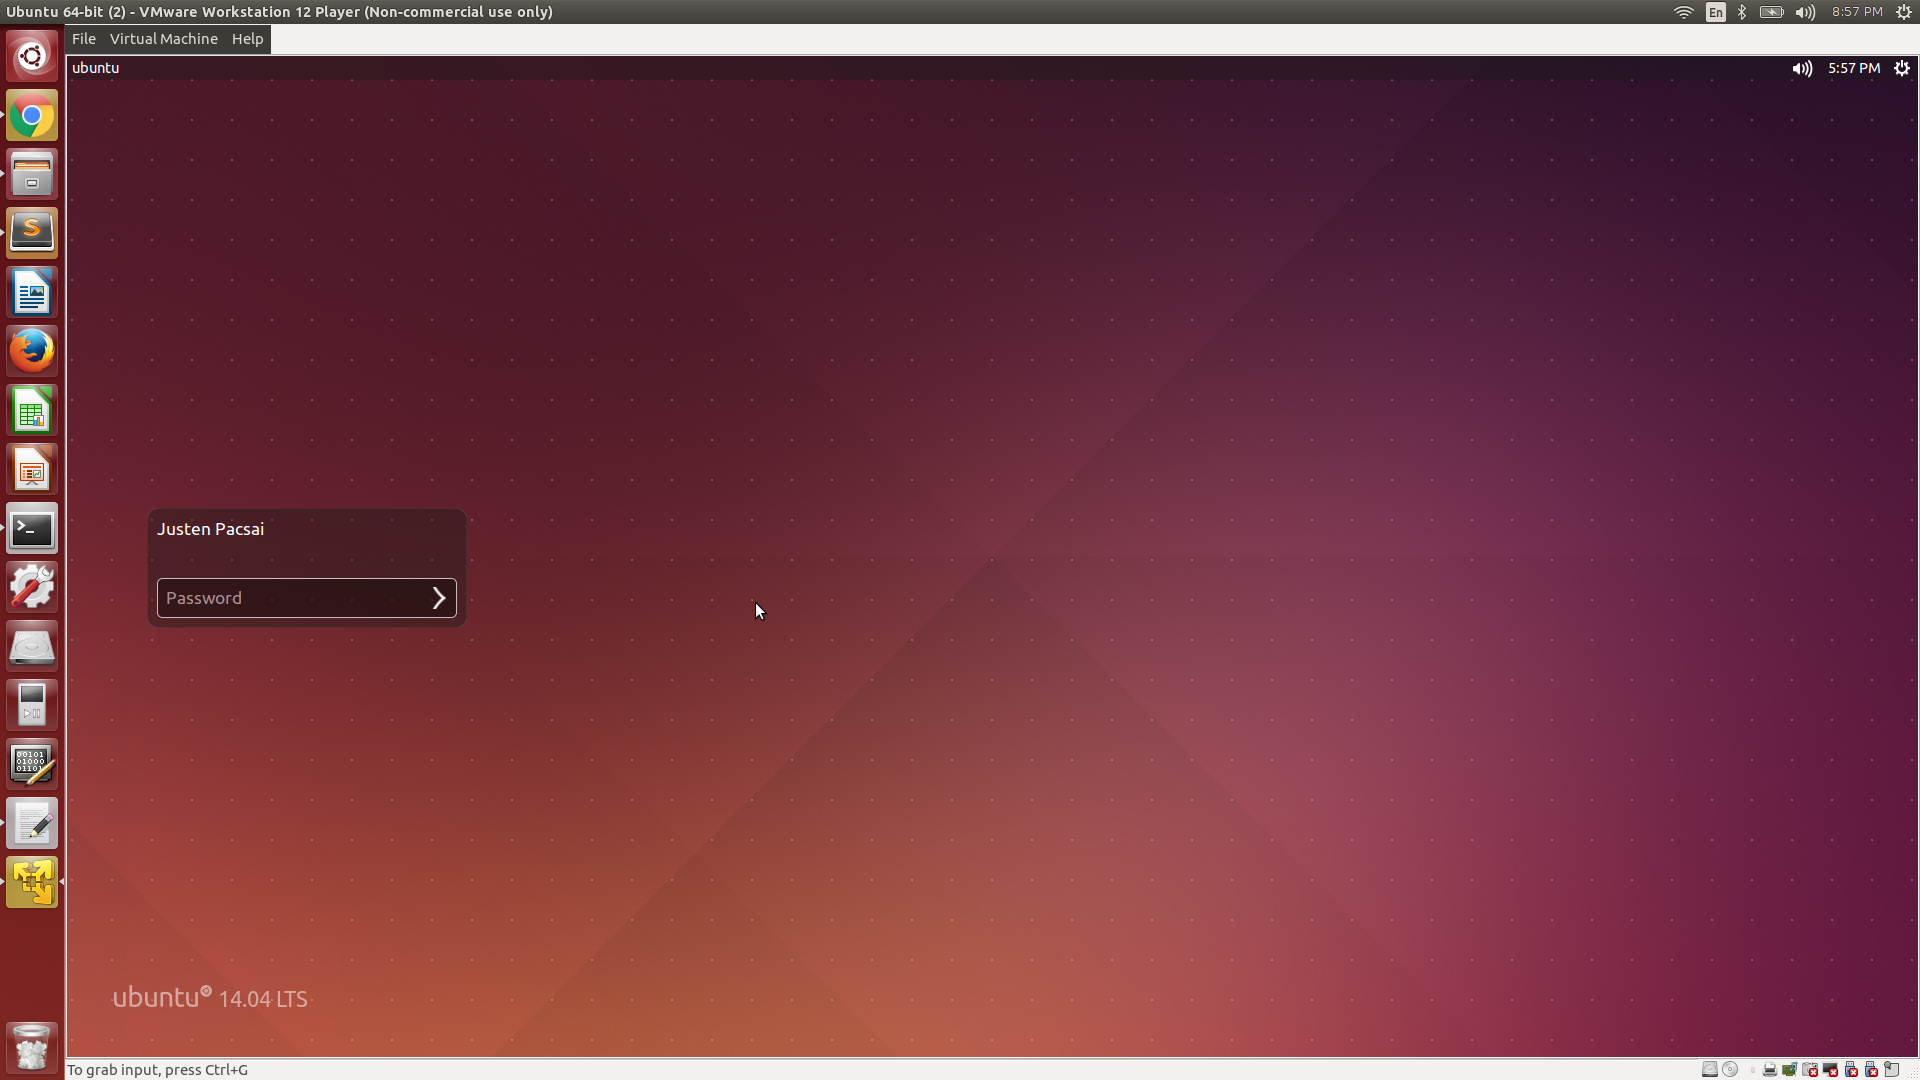 Ubuntu 64-bit (2) - VMware Workstation 12 Player (Non-commercial use only)
En
8:57 PM
File Virtual Machine Help
ubuntu
5:57 PM
Justen Pacsai
Password
ubuntu 14.04 LTS
To grab input, press Ctrl+G